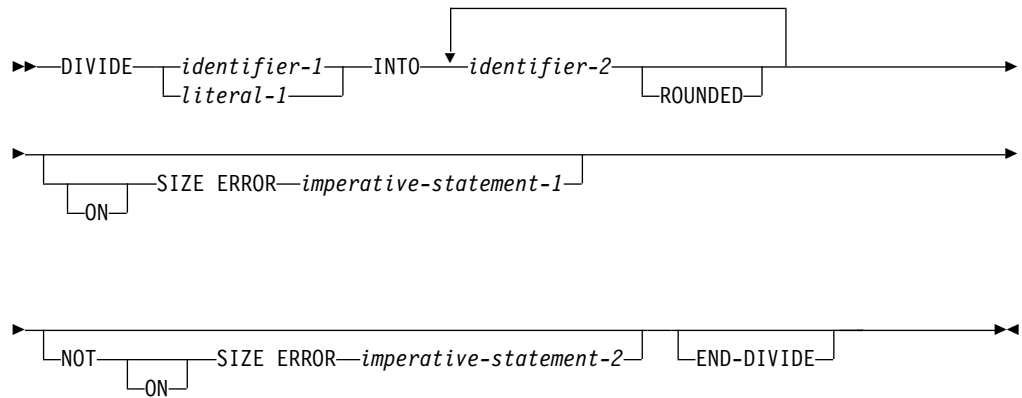 DIVIDE identifier-1 INTO identifier-2
literal-1 ROUNDED
SIZE ERROR imperative-statement-1
ON
NOT SIZE ERROR imperative-statement-2 END-DIVIDE
ON